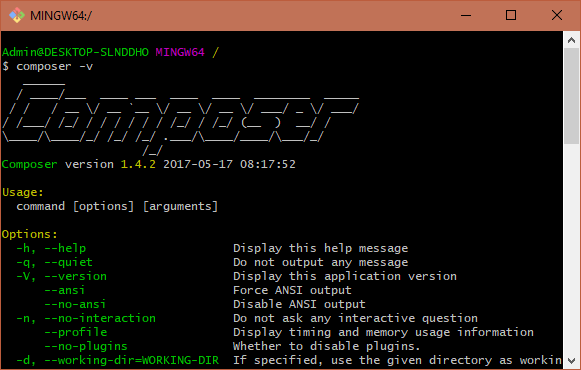 MINGW64:/
Admin@DESKTOP-SLNDDHO MINGW64 /
$ composer -v
Composer
Composer version 1.4.2 2017-05-17 08:17:52
Usage:
command [options] [arguments]
Options:
-h, --help Display this help message
-q, --quiet Do not output any message
-V, --version Display this application version
--ansi Force ANSI output
--no-ansi Disable ANSI output
-n, --no-interaction Do not ask any interactive question
--profile Display timing and memory usage information
--no-plugins Whether to disable plugins.
-d, --working-dir=WORKING-DIR If specified, use the given directory as workin